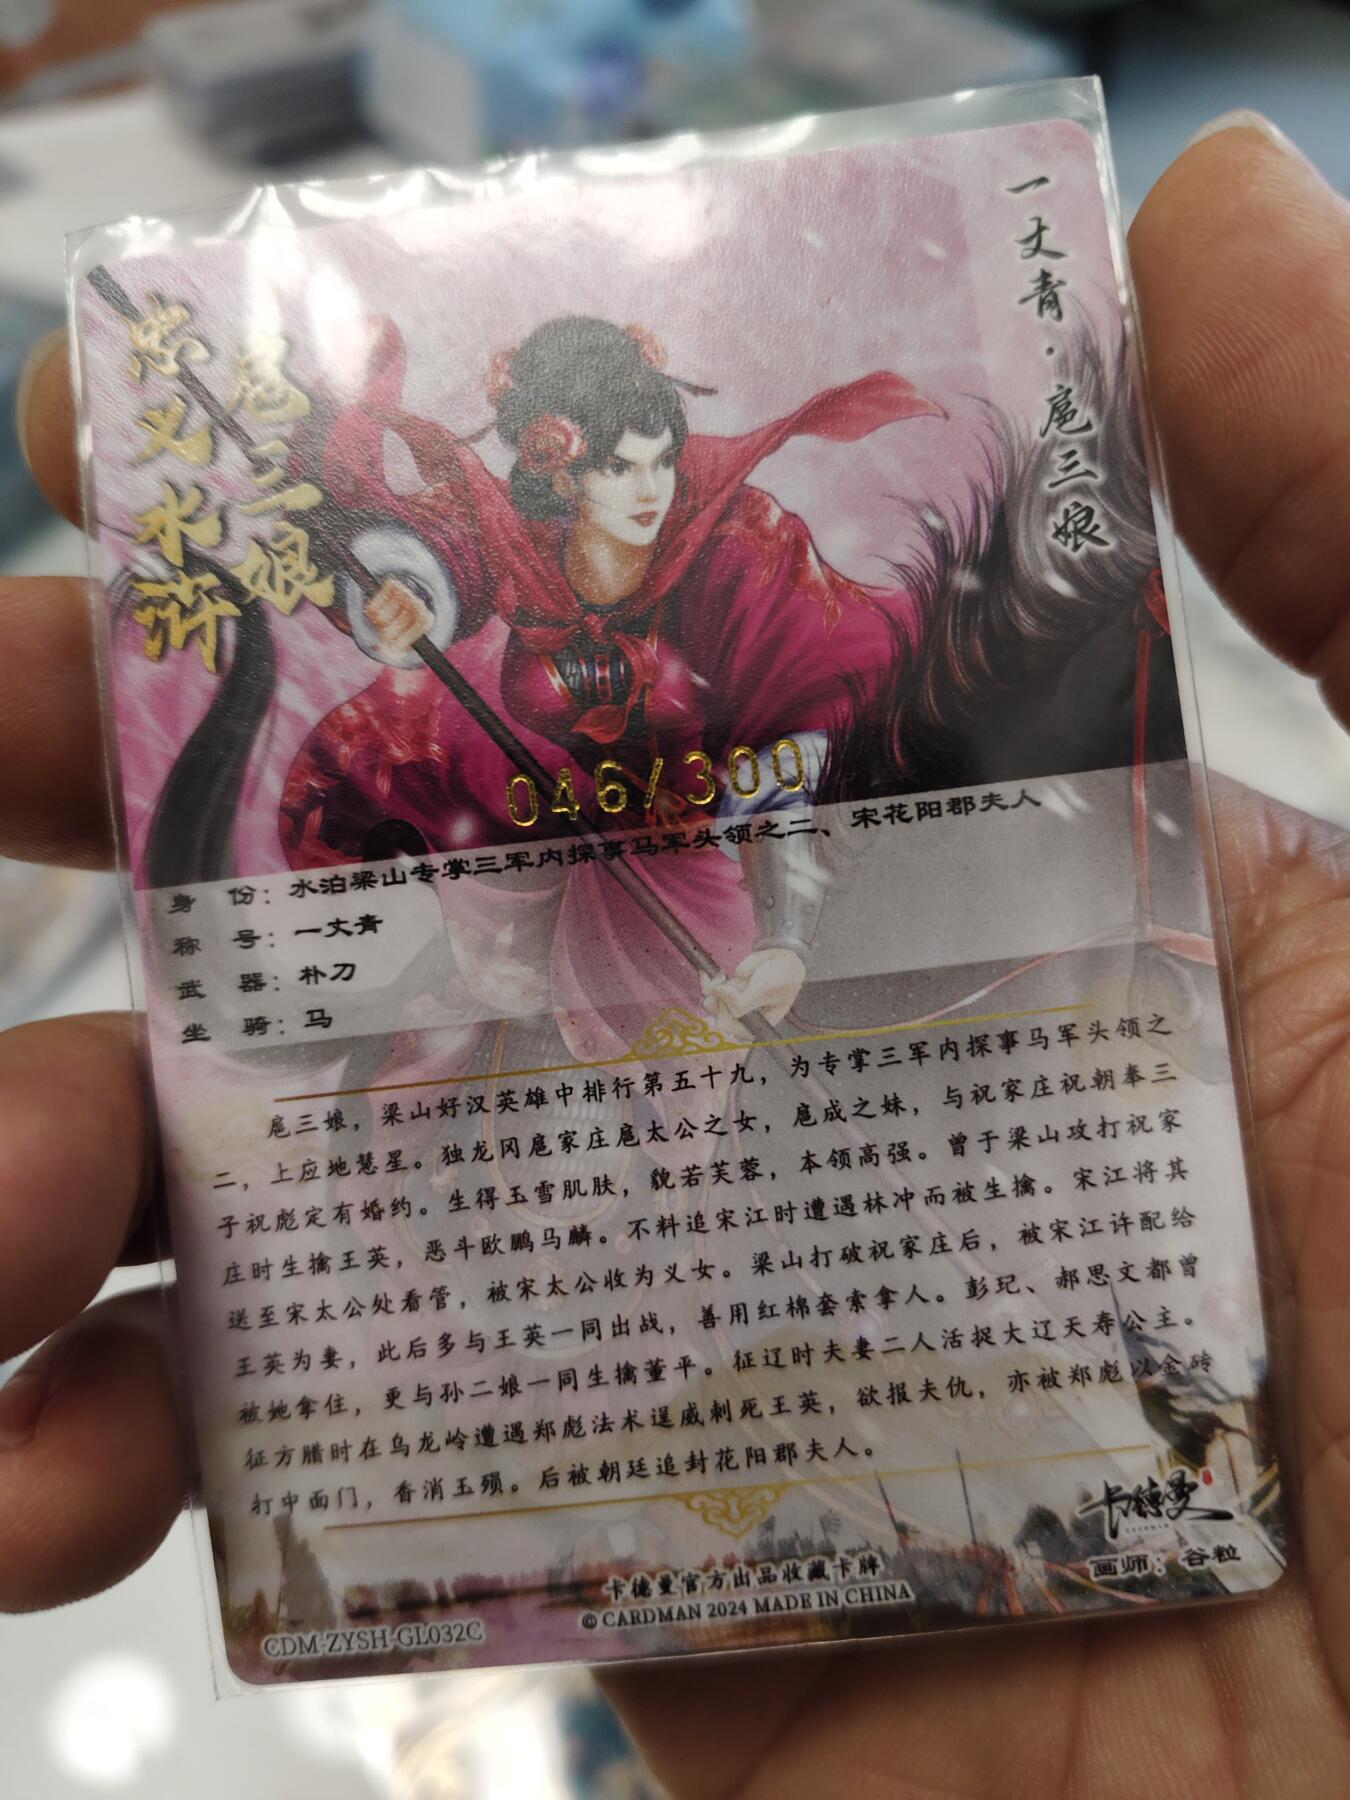 忠义水浒
扈三娘
一丈青·扈三娘
046/300
身份：水泊梁山专掌三军内探事马军头领之二、宋花阳郡夫人
称号：一丈青
武器：朴刀
坐骑：马
扈三娘，梁山好汉英雄中排行第五十九，为专掌三军内探事马军头领之
二，上应地慧星。独龙冈扈家庄扈太公之女，扈成之妹，与祝家庄祝朝奉三
子祝彪定有婚约。生得玉雪肌肤，貌若芙蓉，本领高强。曾于梁山攻打祝家
庄时生擒王英，恶斗欧鹏马麟。不料追宋江时遭遇林冲而被生擒。宋江将其
送至宋太公处看管，被宋太公收为义女。梁山打破祝家庄后，被宋江许配给
王英为妻，此后多与王英一同出战，善用红棉套索拿人。彭玘、郝思文都曾
被她拿住，更与孙二娘一同生擒董平。征辽时夫妻二人活捉大辽天寿公主。
征方腊时在乌龙岭遭遇郑彪法术逞威刺死王英，欲报夫仇，亦被郑彪以金砖
打中面门，香消玉殒。后被朝廷追封花阳郡夫人。
卡德曼
CARDMAN
画师：谷粒
卡德曼官方出品收藏卡牌
© CARDMAN 2024 MADE IN CHINA
CDM-ZYSH-GL032C